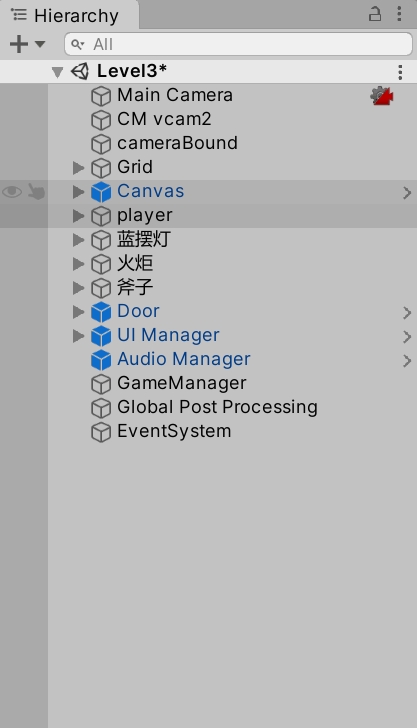 Hierarchy
All
Level3*
Main Camera
CM vcam2
cameraBound
Grid
Canvas
player
蓝摆灯
火炬
斧子
Door
UI Manager
Audio Manager
GameManager
Global Post Processing
EventSystem